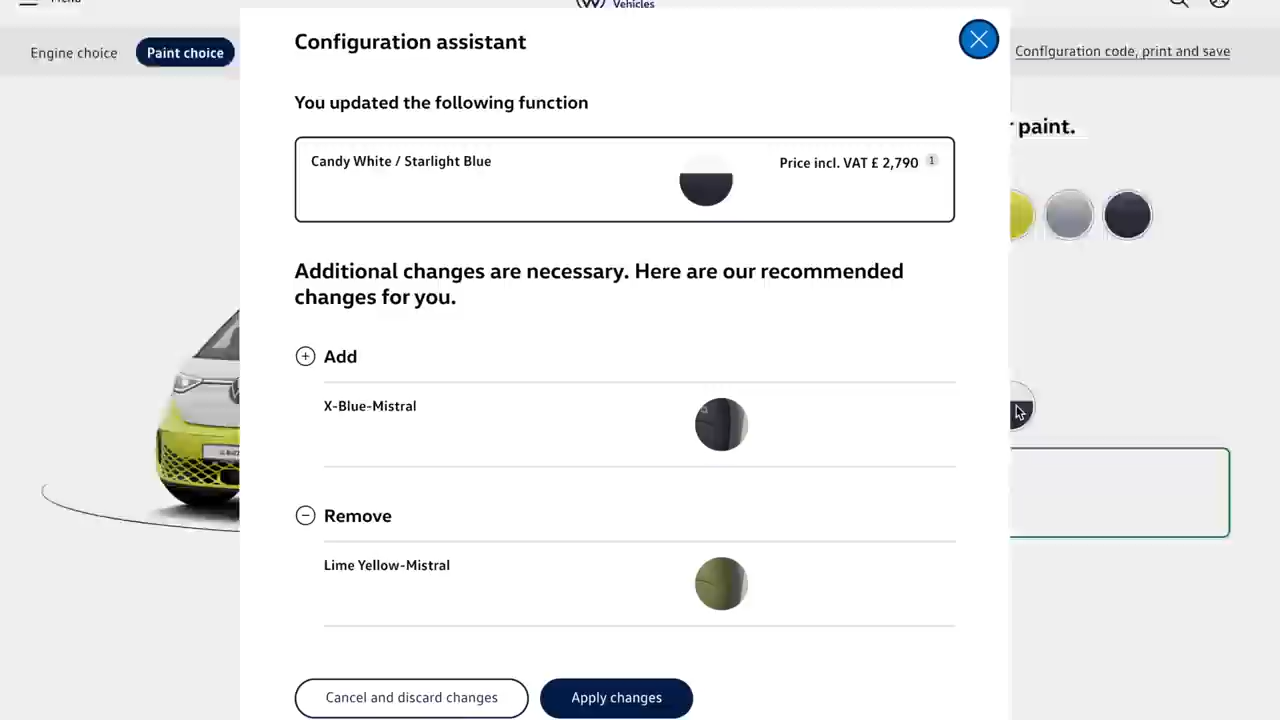 Menu
Vehicles
Configuration assistant
Engine choice
Paint choice
Configuration code, print and save
You updated the following function
paint.
Candy White / Starlight Blue
Price incl. VAT £ 2,790 1
Additional changes are necessary. Here are our recommended
changes for you.
Add
X-Blue-Mistral
Remove
Lime Yellow-Mistral
Cancel and discard changes
Apply changes